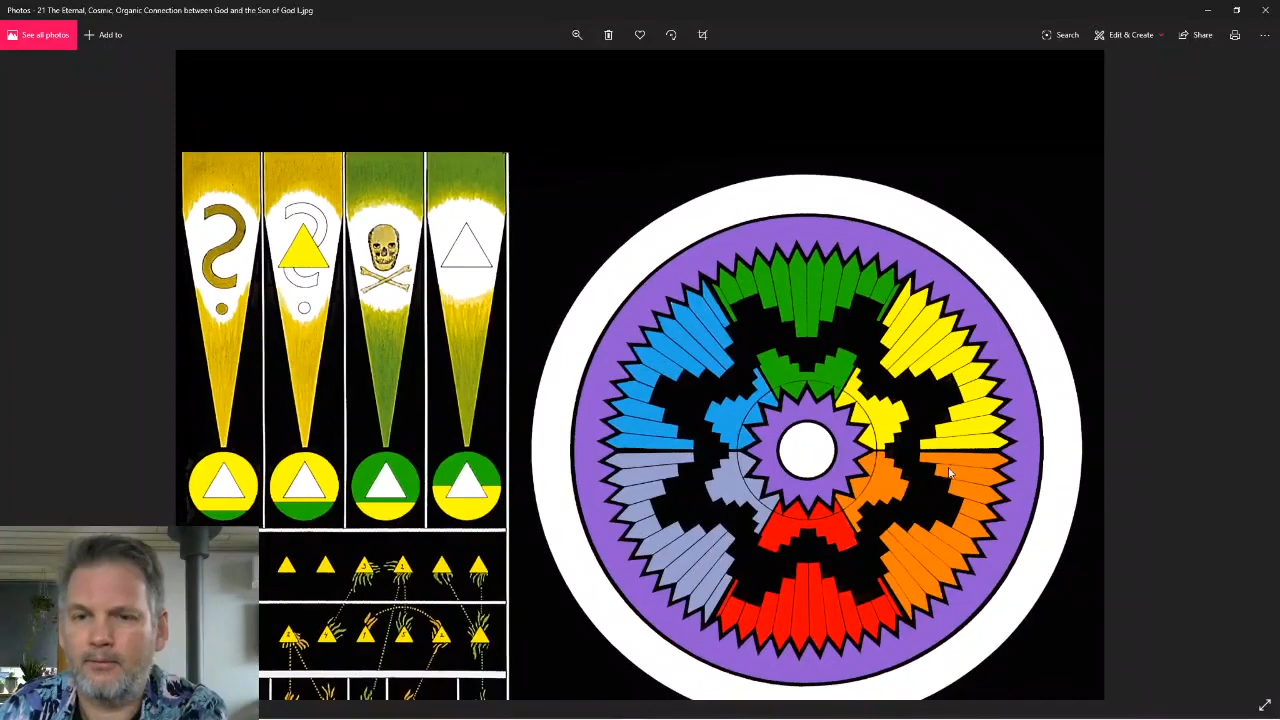 Photos - 21 The Eternal, Cosmic, Organic Connection between God and the Son of God I.jpg
See all photos
Add to
Search
Edit & Create
Share